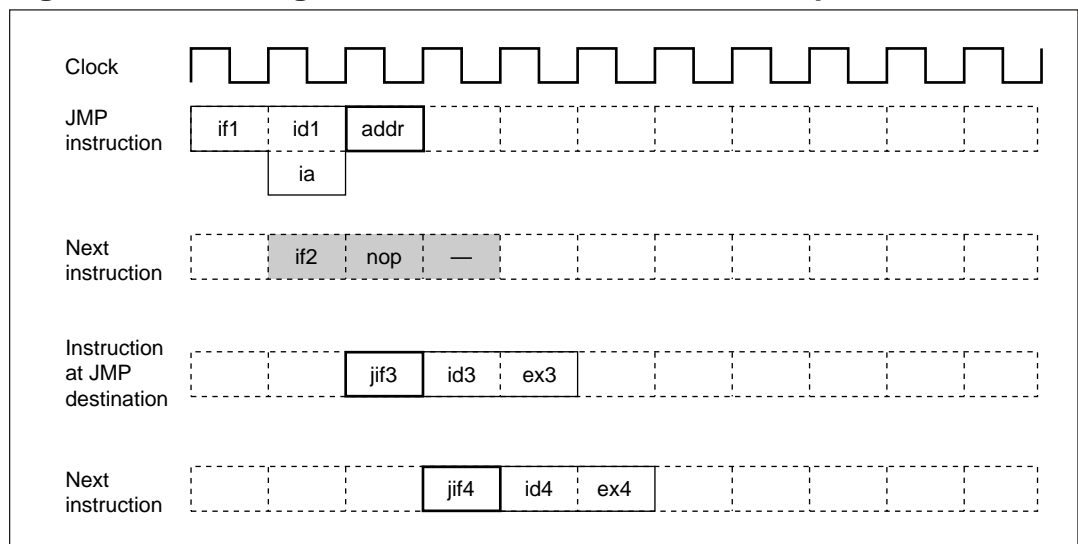 Clock
JMP
instruction
if1 id1 addr
ia
Next
instruction
if2 nop —
Instruction
at JMP
destination
jif3 id3 ex3
Next
instruction
jif4 id4 ex4